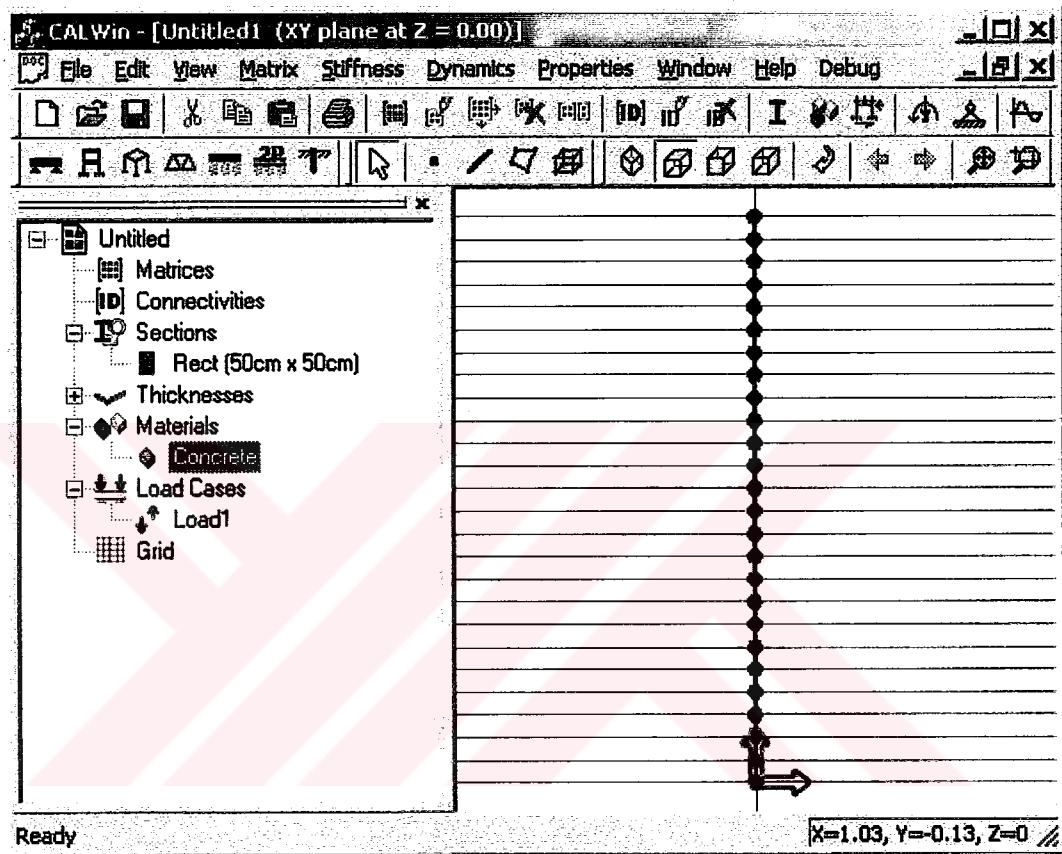 CALWin - [Untitled1 (XY plane at Z = 0.00)]
File Edit View Matrix Stiffness Dynamics Properties Window Help Debug
Untitled
Matrices
[ID] Connectivities
Sections
Rect (50cm x 50cm)
Thicknesses
Materials
Concrete
Load Cases
Load1
Grid
Ready
X=1.03, Y=-0.13, Z=0